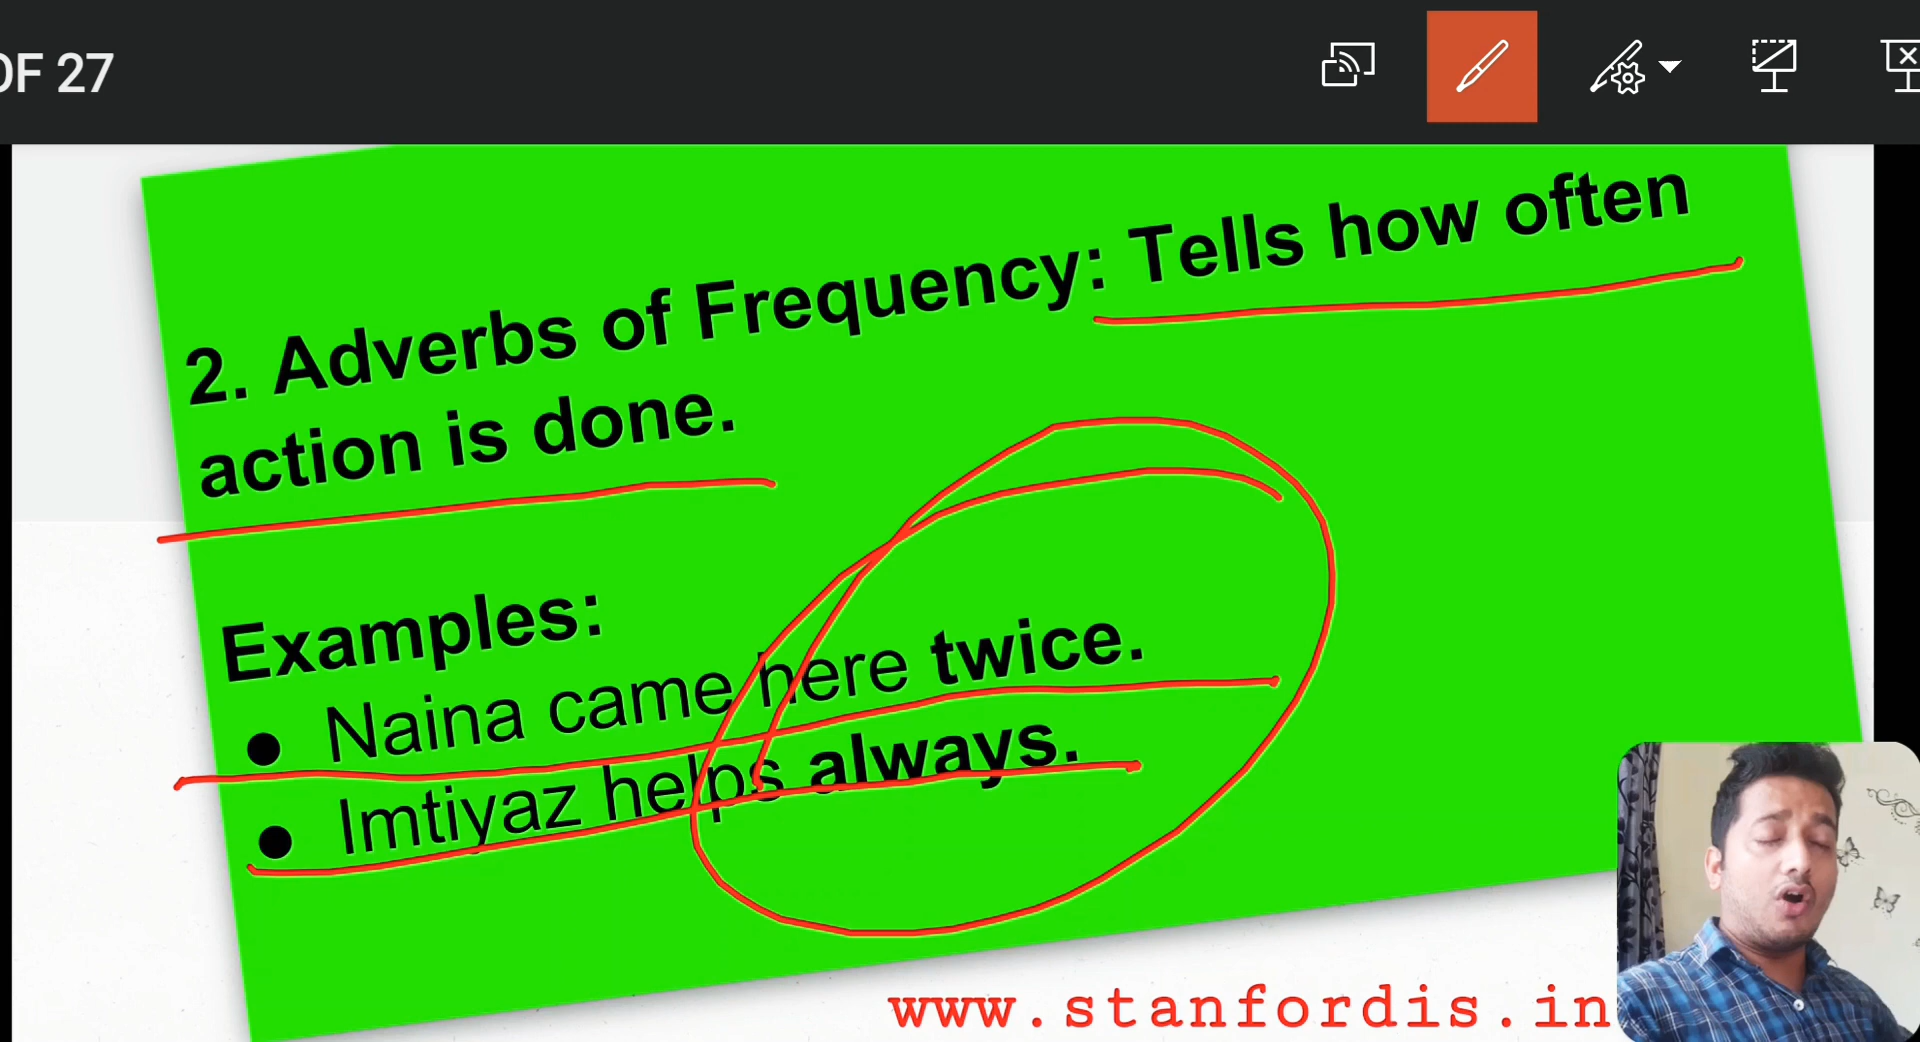 OF 27
2. Adverbs of Frequency: Tells how often
action is done.
Examples:
● Naina came here twice.
● Imtiyaz helps always.
www.stanfordis.in